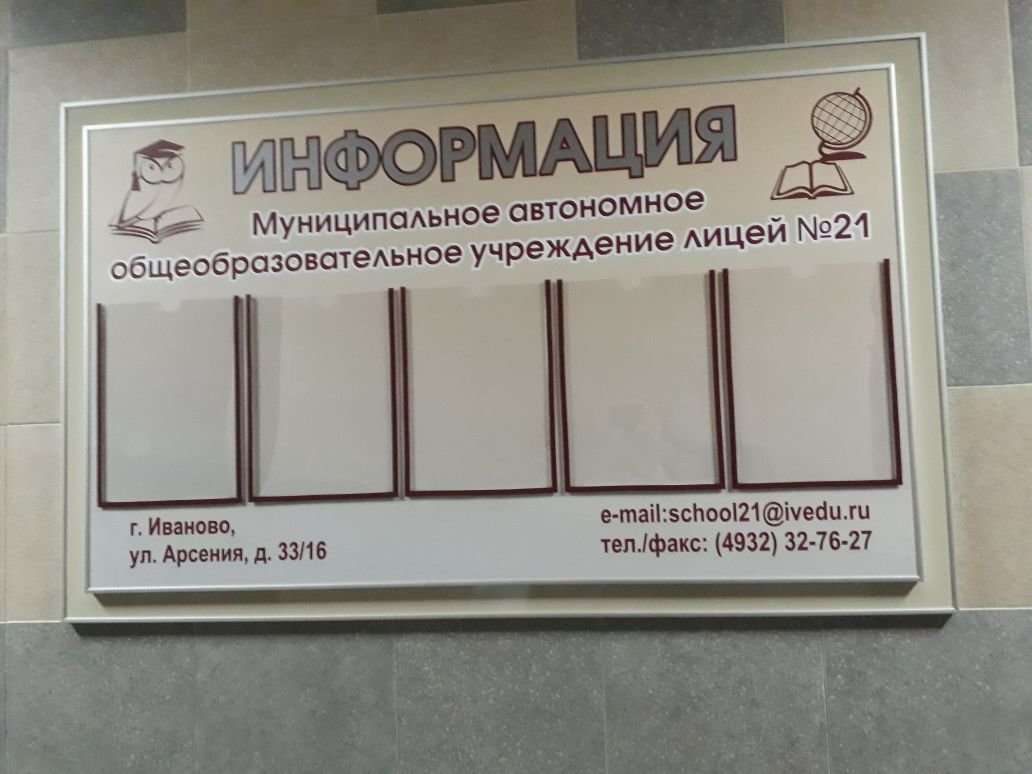 ИНФОРМАЦИЯ
Муниципальное автономное
общеобразовательное учреждение лицей №21
г. Иваново,
ул. Арсения, д. 33/16
e-mail:school21@ivedu.ru
тел./факс: (4932) 32-76-27